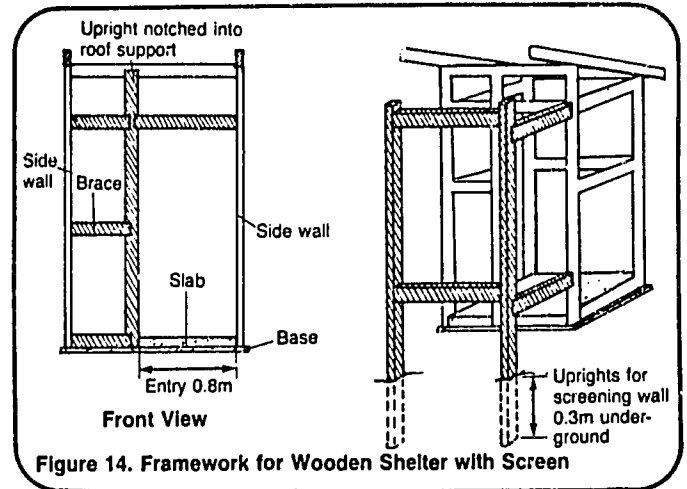 Upright notched into
roof support
Side
wall
Brace
Side wall
Slab
Base
Entry 0.8m
Front View
Uprights for
screening wall
0.3m under-
ground
Figure 14. Framework for Wooden Shelter with Screen